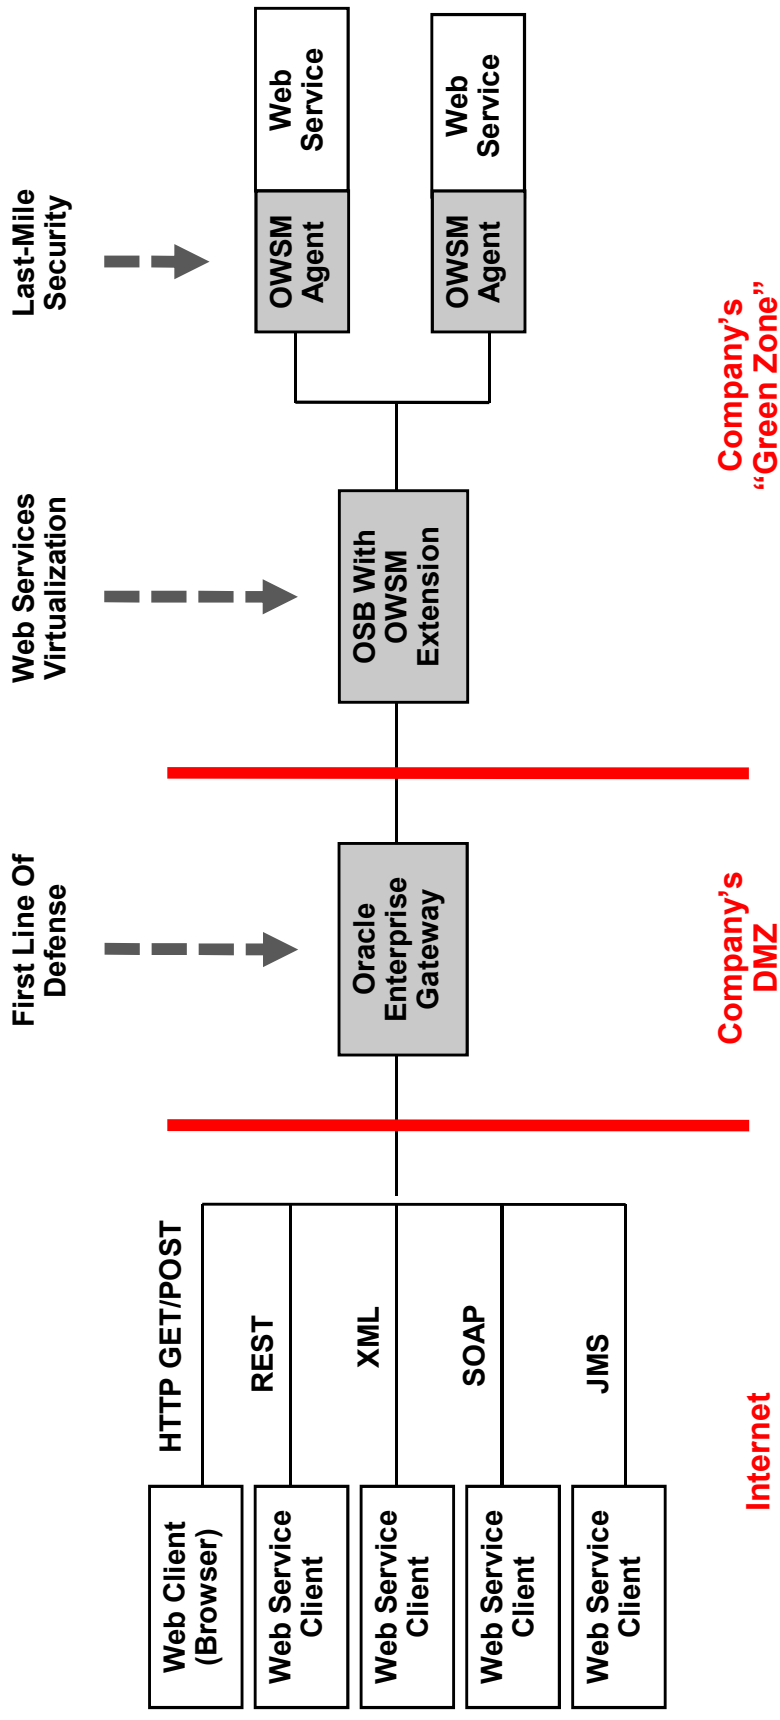 First Line Of
Defense
Web Services
Virtualization
Last-Mile
Security
Web Client
(Browser)
HTTP GET/POST
Web Service
Client
REST
Web Service
Client
XML
Web Service
Client
SOAP
Web Service
Client
JMS
Oracle
Enterprise
Gateway
OSB With
OWSM
Extension
OWSM
Agent
Web
Service
OWSM
Agent
Web
Service
Internet
Company’s
DMZ
Company’s
“Green Zone”